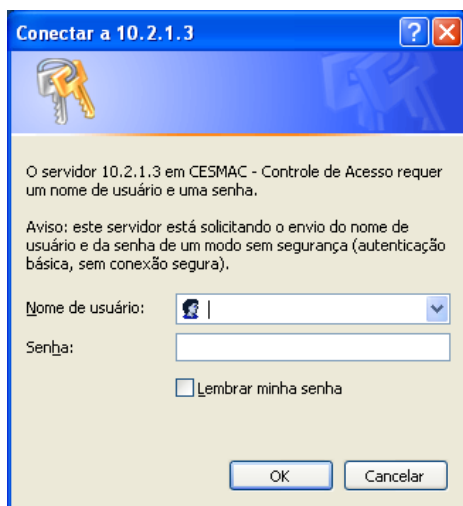 Conectar a 10.2.1.3
O servidor 10.2.1.3 em CESMAC - Controle de Acesso requer
um nome de usuário e uma senha.
Aviso: este servidor está solicitando o envio do nome de
usuário e da senha de um modo sem segurança (autenticação
básica, sem conexão segura).
Nome de usuário:
Senha:
Lembrar minha senha
OK Cancelar